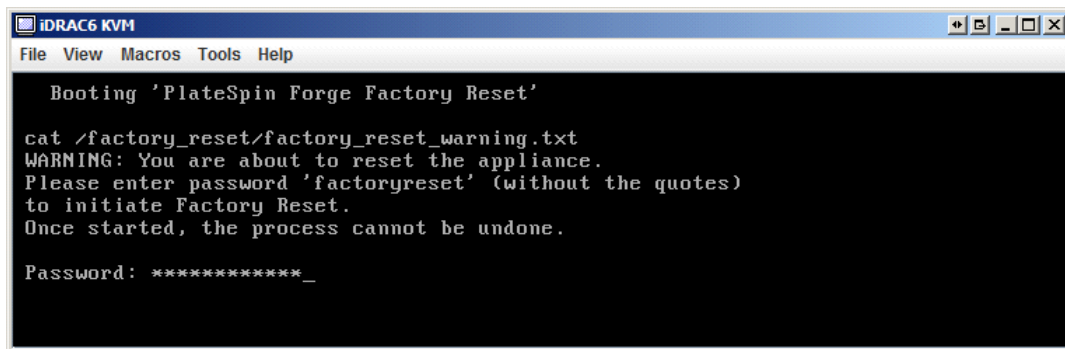 iDRAC6 KVM
File View Macros Tools Help
Booting 'PlateSpin Forge Factory Reset'
cat /factory_reset/factory_reset_warning.txt
WARNING: You are about to reset the appliance.
Please enter password 'factoryreset' (without the quotes)
to initiate Factory Reset.
Once started, the process cannot be undone.
Password: ************_